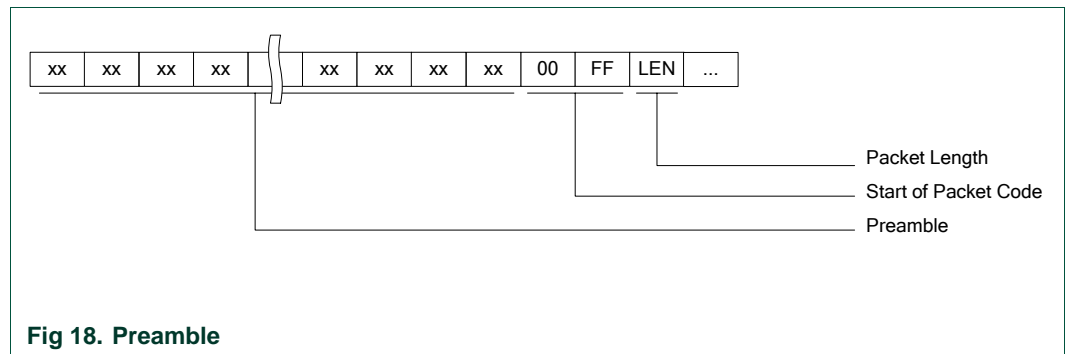 xx xx xx xx xx xx xx xx 00 FF LEN ...
Packet Length
Start of Packet Code
Preamble
Fig 18. Preamble